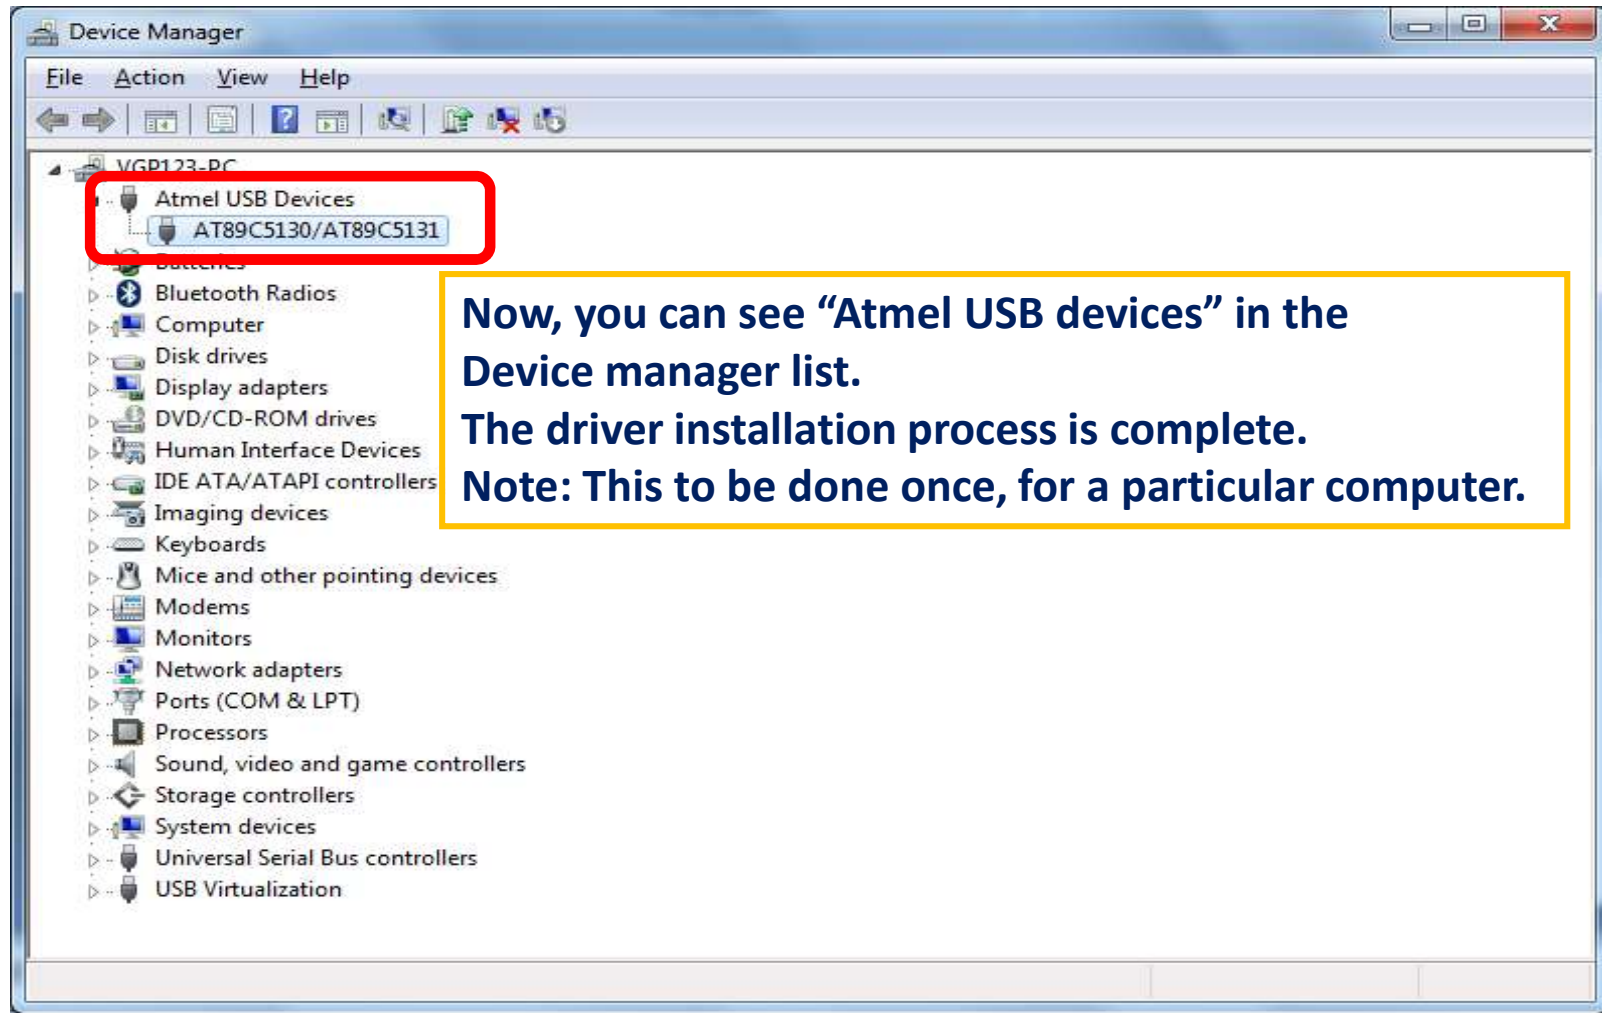 Device Manager
File Action View Help
VGP123-PC
Atmel USB Devices
AT89C5130/AT89C5131
Batteries
Bluetooth Radios
Computer
Disk drives
Display adapters
DVD/CD-ROM drives
Human Interface Devices
IDE ATA/ATAPI controllers
Imaging devices
Keyboards
Mice and other pointing devices
Modems
Monitors
Network adapters
Ports (COM & LPT)
Processors
Sound, video and game controllers
Storage controllers
System devices
Universal Serial Bus controllers
USB Virtualization
Now, you can see “Atmel USB devices” in the
Device manager list.
The driver installation process is complete.
Note: This to be done once, for a particular computer.